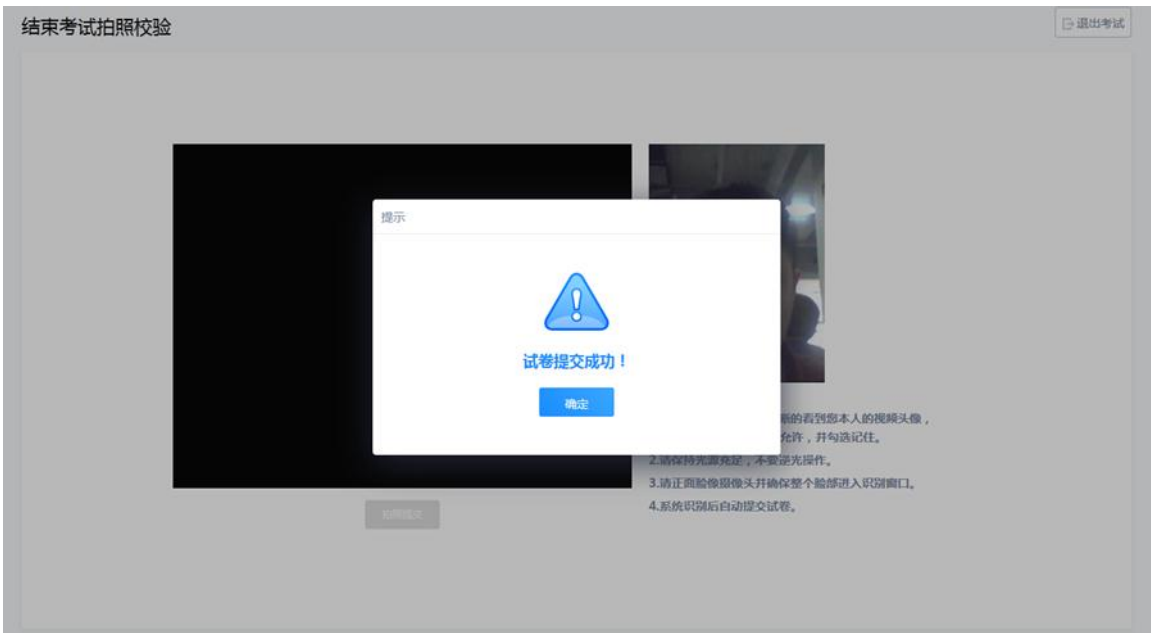 结束考试拍照校验
退出考试
提示
试卷提交成功！
确定
的看到您本人的视频头像，
允许，并勾选记住。
2.请保持光源充足，不要逆光操作。
3.请正面脸像摄像头并确保整个脸部进入识别窗口。
4.系统识别后自动提交试卷。
拍照提交